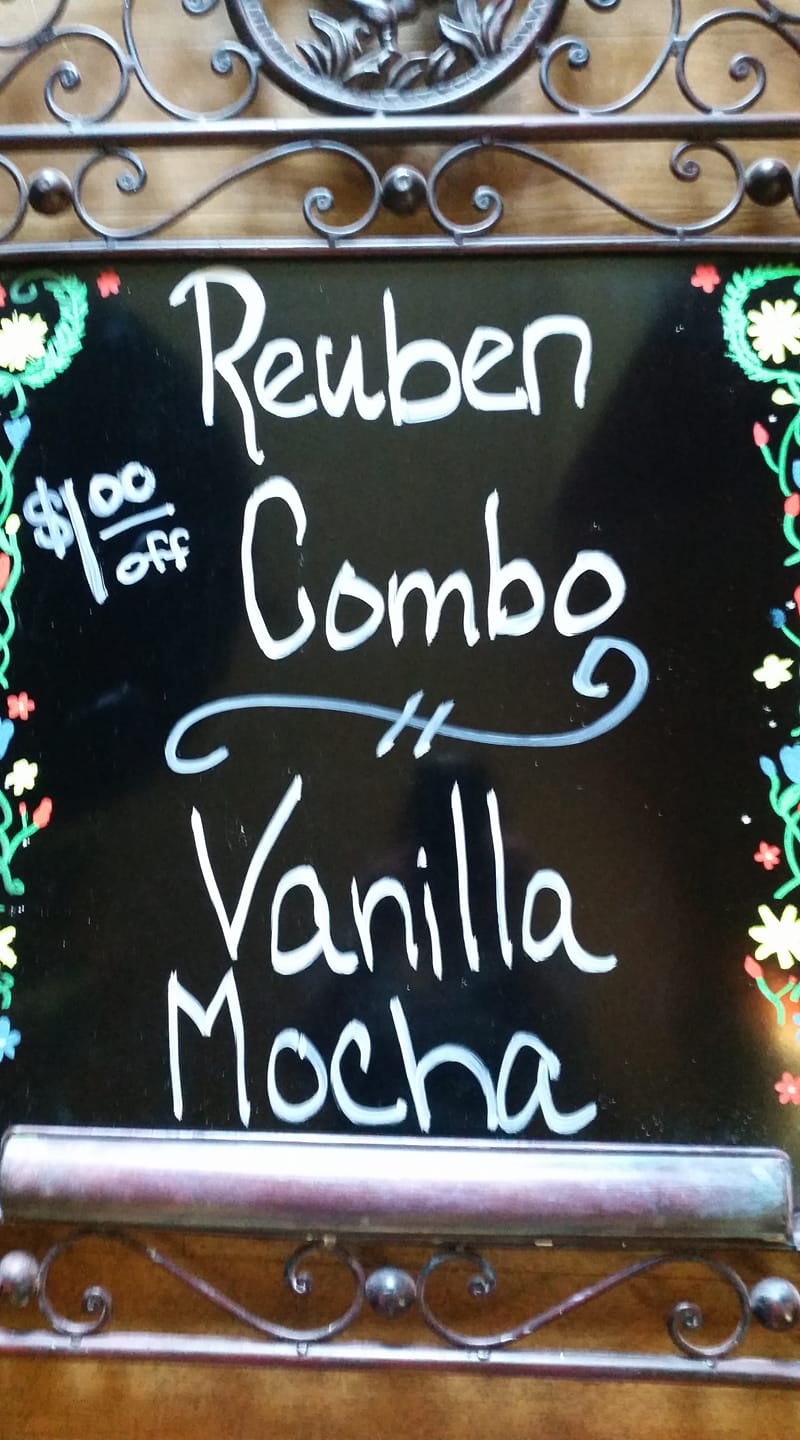 Reuben
$1 00
off
Combo
Vanilla
Mocha